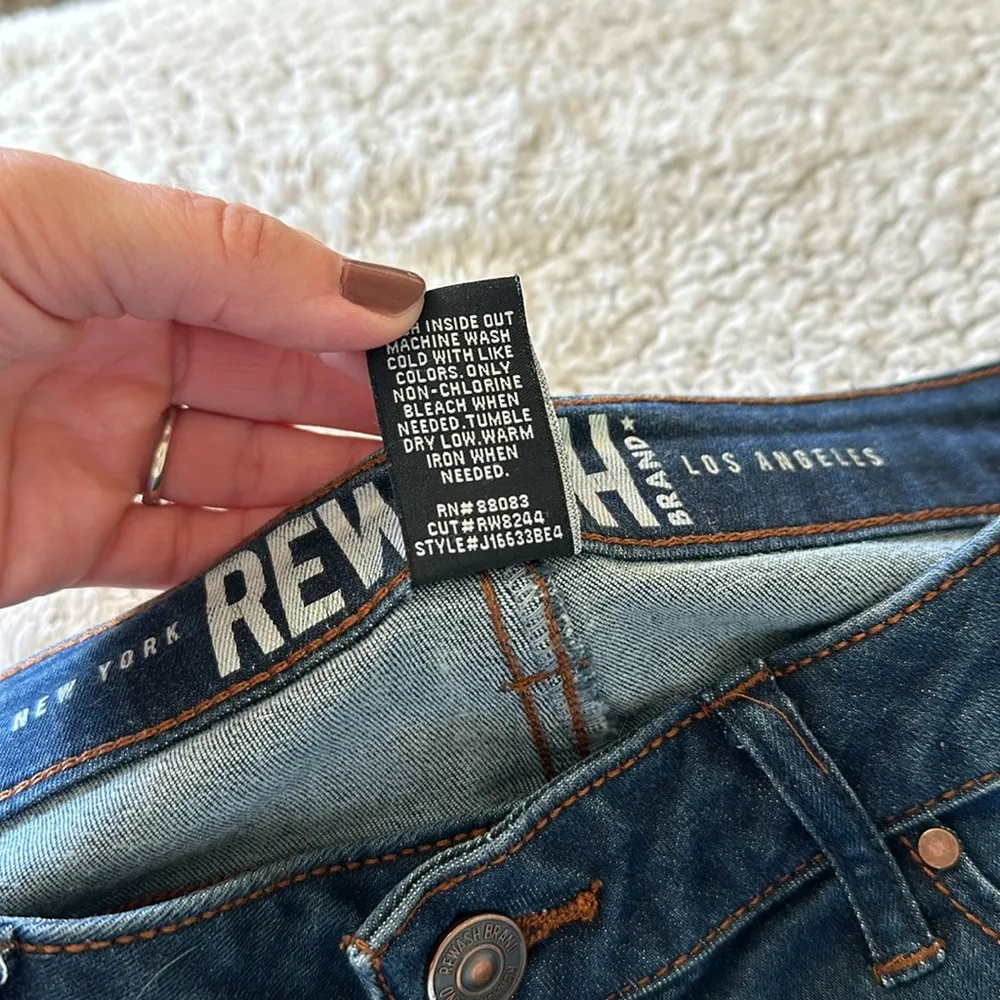 INSIDE OUT
MACHINE WASH
COLD WITH LIKE
COLORS. ONLY
NON-CHLORINE
BLEACH WHEN
NEEDED. TUMBLE
DRY LOW. WARM
IRON WHEN
NEEDED.
RN# 88083
CUT# RW8244
STYLE# J16633BE4
NEW YORK
REW H
BRAND
LOS ANGELES
REWASH BRAND